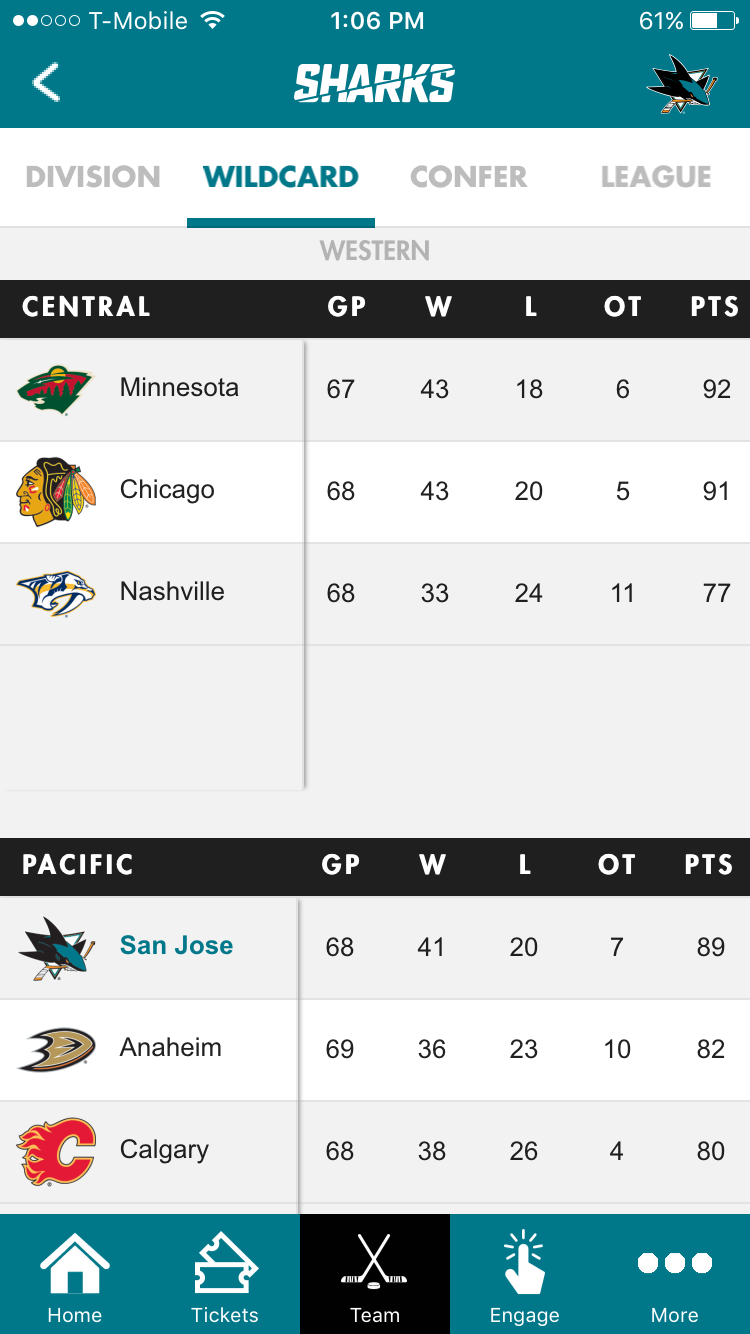 T-Mobile 1:06 PM 61%
SHARKS
DIVISION WILDCARD CONFER LEAGUE
WESTERN
CENTRAL GP W L OT PTS
Minnesota 67 43 18 6 92
Chicago 68 43 20 5 91
Nashville 68 33 24 11 77
PACIFIC GP W L OT PTS
San Jose 68 41 20 7 89
Anaheim 69 36 23 10 82
Calgary 68 38 26 4 80
Home Tickets Team Engage More